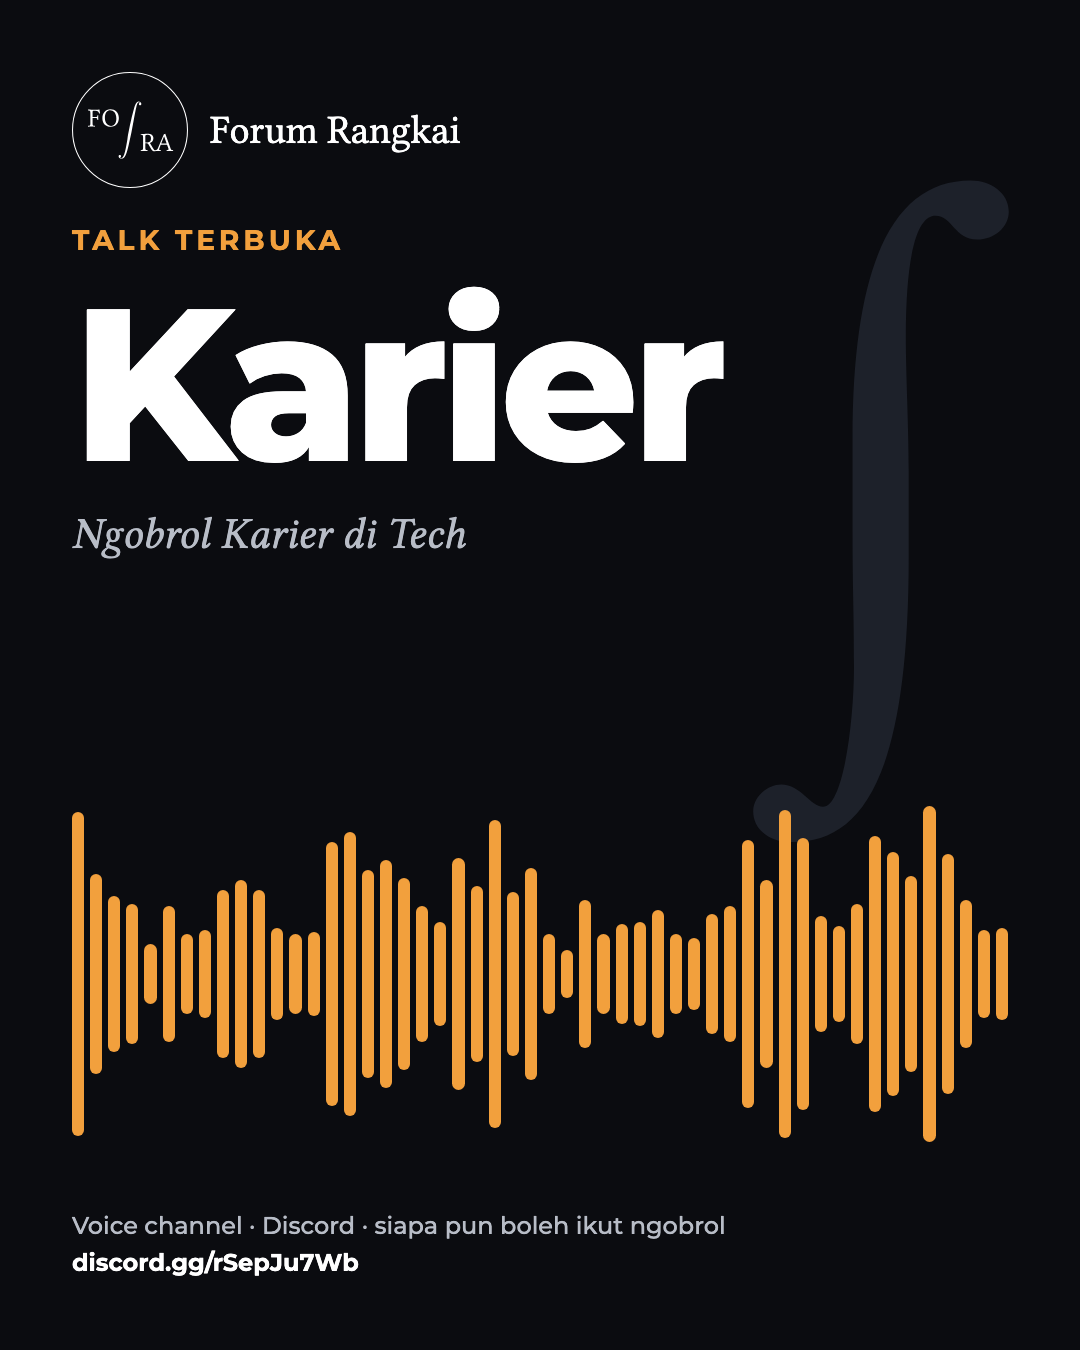 FO∫RA
Forum Rangkai
TALK TERBUKA
Karier
Ngobrol Karier di Tech
∫
Voice channel · Discord · siapa pun boleh ikut ngobrol
discord.gg/rSepJu7Wb